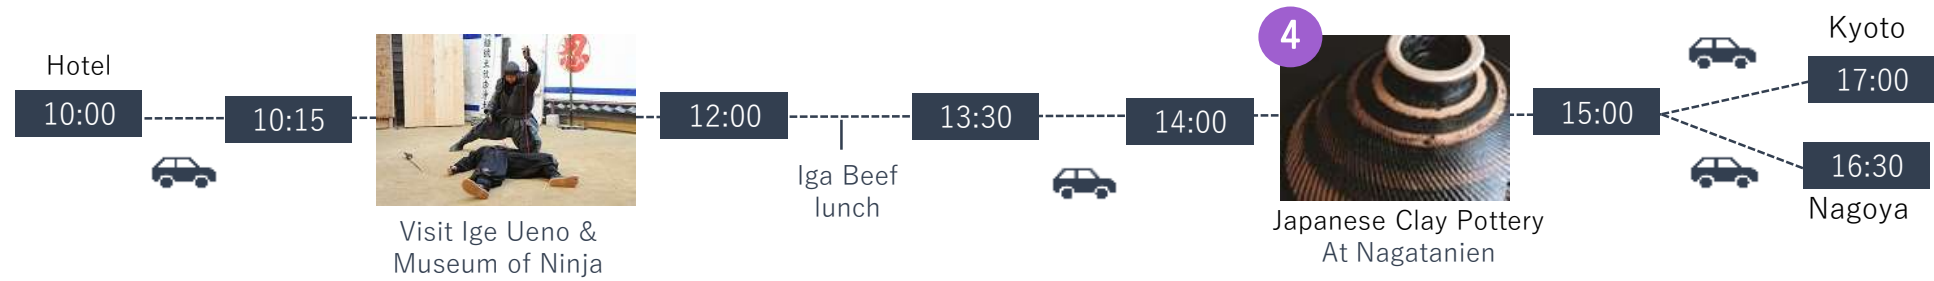 Hotel
10:00
10:15
Visit Ige Ueno &
Museum of Ninja
12:00
Iga Beef
lunch
13:30
14:00
4
Japanese Clay Pottery
At Nagatanien
15:00
Kyoto
17:00
16:30
Nagoya